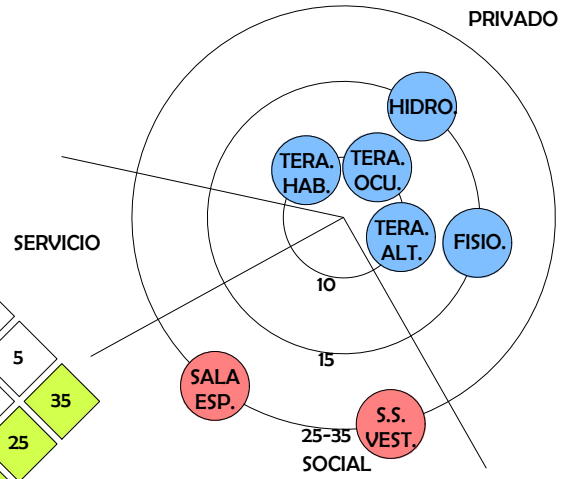 PRIVADO
HIDRO.
TERA.
HAB.
TERA.
OCU.
TERA.
ALT.
FISIO.
SERVICIO
10
15
5
35
25
SALA
ESP.
S.S.
VEST.
25-35
SOCIAL